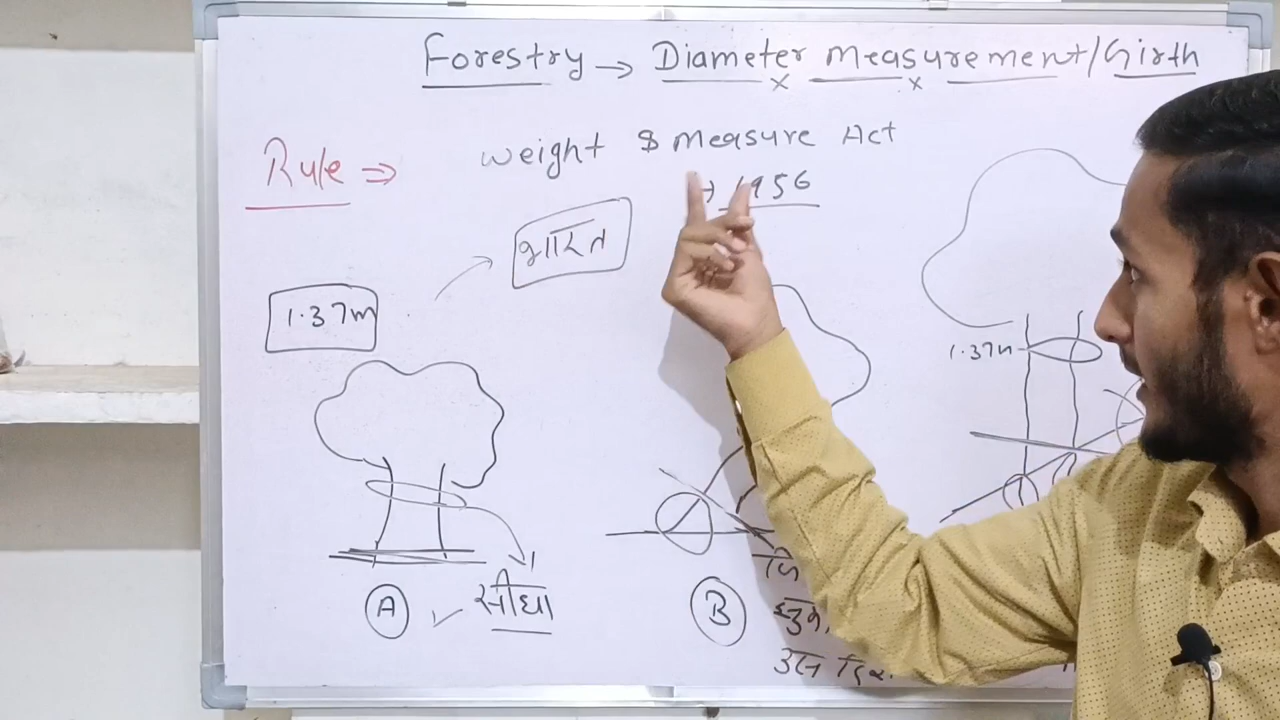 Forestry → Diameter Measurement/Girth
Rule ⇒
Weight & Measure Act
→ 1956
भारत
1.37m
1.37m
A ✓ सीधा
B